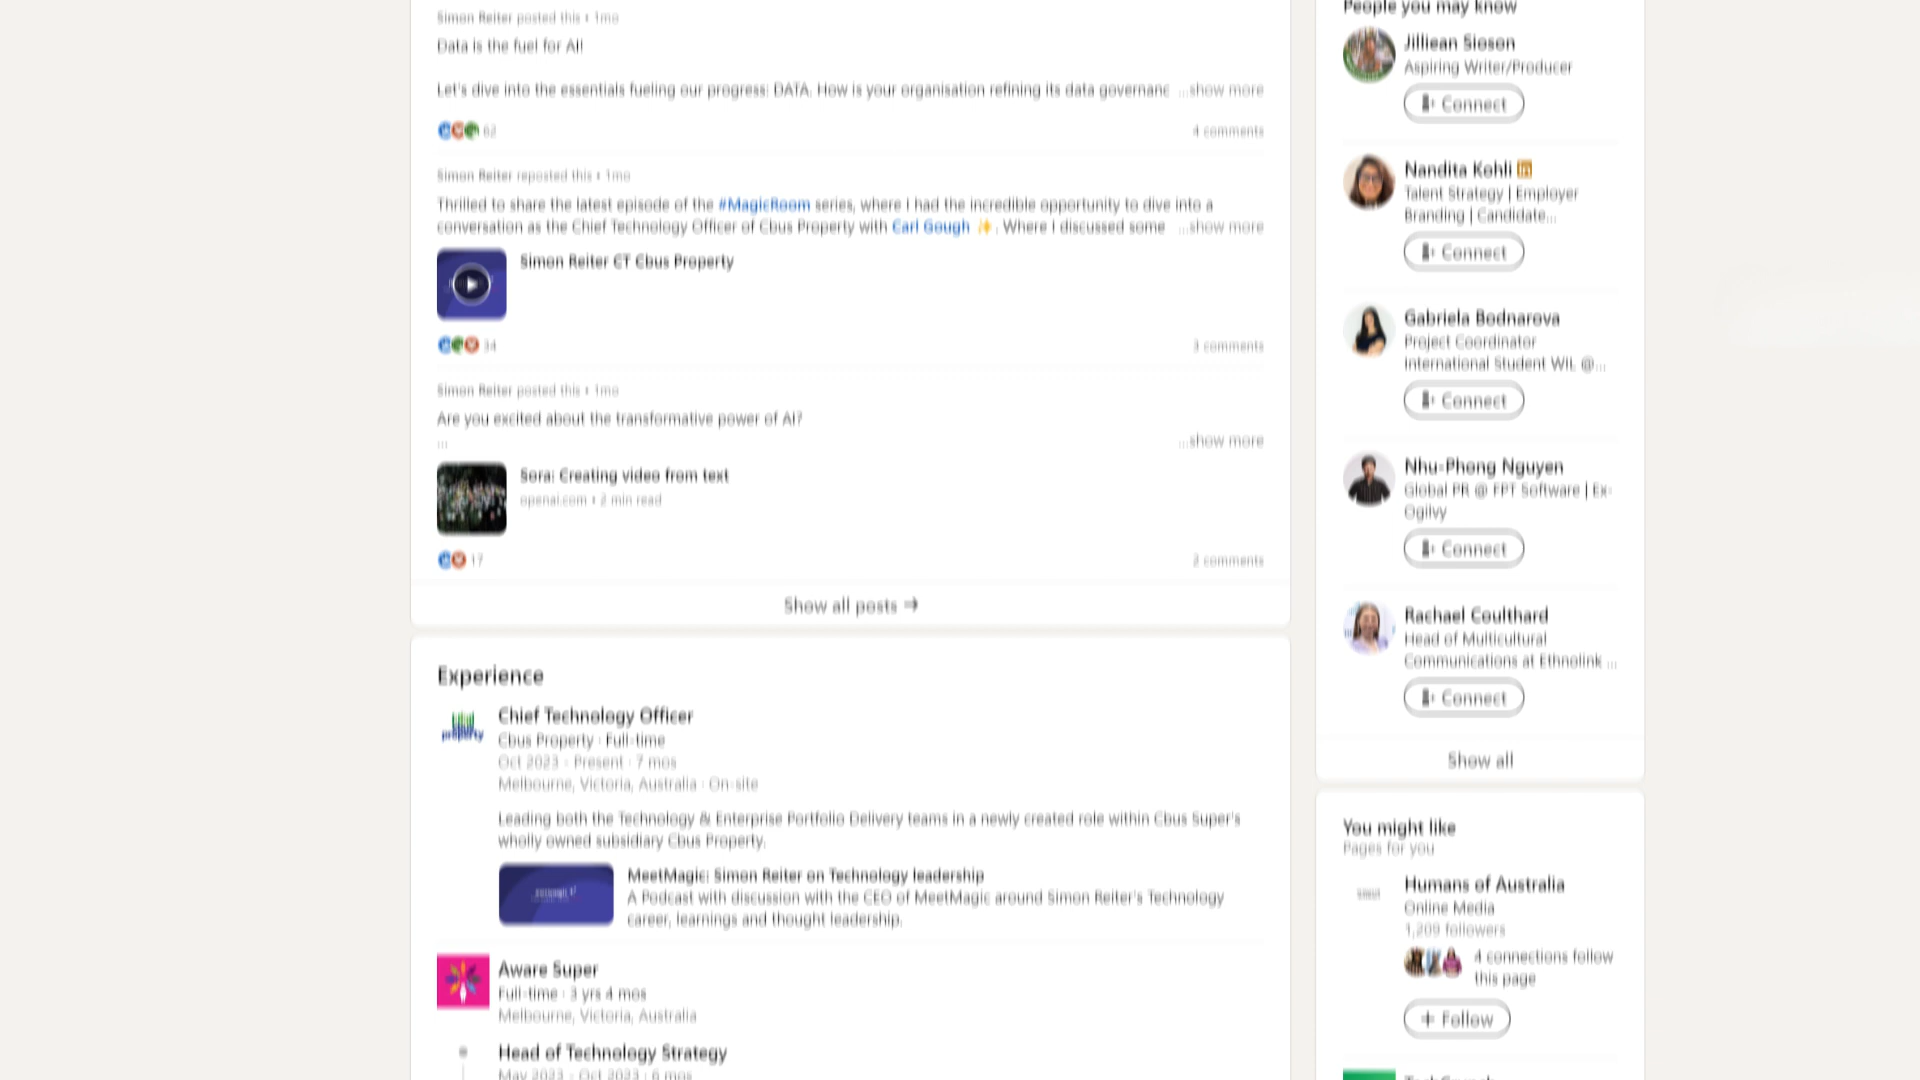 Simon Reiter posted this • 1mo
Data is the fuel for AI!
Let's dive into the essentials fueling our progress: DATA. How is your organisation refining its data governanc ...show more
62
4 comments
Simon Reiter reposted this • 1mo
Thrilled to share the latest episode of the #MagicRoom series, where I had the incredible opportunity to dive into a
conversation as the Chief Technology Officer of Cbus Property with Carl Gough ✨. Where I discussed some ...show more
Simon Reiter CT Cbus Property
34
3 comments
Simon Reiter posted this • 1mo
Are you excited about the transformative power of AI?
...
...show more
Sora: Creating video from text
openai.com • 2 min read
17
2 comments
Show all posts →
Experience
property
Chief Technology Officer
Cbus Property · Full-time
Oct 2023 - Present · 7 mos
Melbourne, Victoria, Australia · On-site
Leading both the Technology & Enterprise Portfolio Delivery teams in a newly created role within Cbus Super's
wholly owned subsidiary Cbus Property.
MeetMagic: Simon Reiter on Technology leadership
A Podcast with discussion with the CEO of MeetMagic around Simon Reiter's Technology
career, learnings and thought leadership.
Aware Super
Full-time · 3 yrs 4 mos
Melbourne, Victoria, Australia
Head of Technology Strategy
May 2023 - Oct 2023 · 6 mos
People you may know
Jilliean Sioson
Aspiring Writer/Producer
Connect
Nandita Kohli in
Talent Strategy | Employer
Branding | Candidate...
Connect
Gabriela Bodnarova
Project Coordinator
International Student WIL @...
Connect
Nhu-Phong Nguyen
Global PR @ FPT Software | Ex-
Ogilvy
Connect
Rachael Coulthard
Head of Multicultural
Communications at Ethnolink ...
Connect
Show all
You might like
Pages for you
Humans of Australia
Online Media
1,209 followers
4 connections follow
this page
+ Follow
TechCrunch